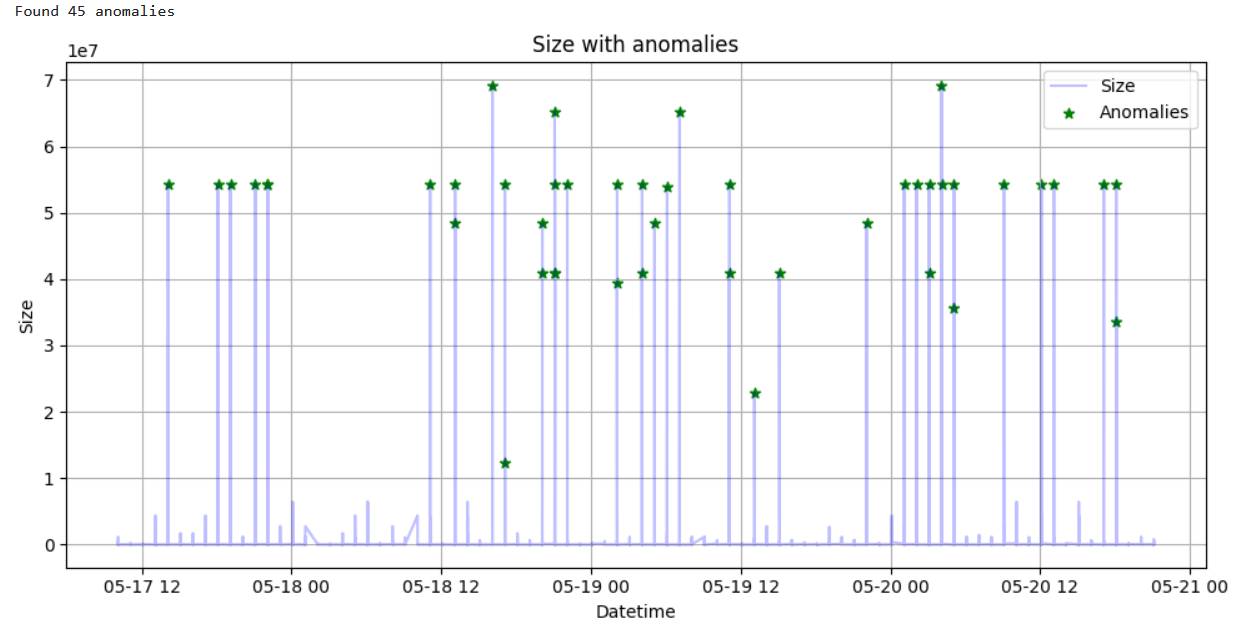 Found 45 anomalies
Size with anomalies
1e7
7
6
5
4
3
2
1
0
Size
Size
Anomalies
05-17 12
05-18 00
05-18 12
05-19 00
05-19 12
05-20 00
05-20 12
05-21 00
Datetime